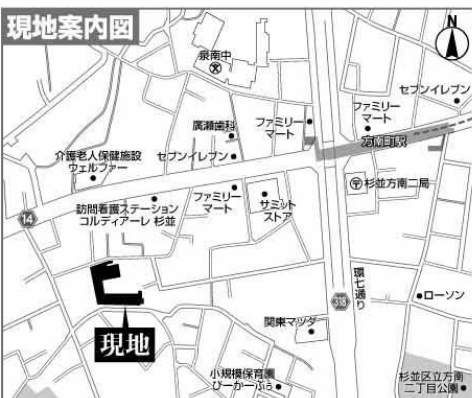 現地案内図
N
泉南中
セブンイレブン
ファミリー
マート
ファミリー
マート
廣瀬歯科
方南町駅
介護老人保健施設
ウェルファー
セブンイレブン
杉並方南二局
訪問看護ステーション
コルディアーレ 杉並
ファミリー
マート
サミット
ストア
14
環七通り
318
ローソン
関東マツダ
現地
小規模保育園
ぴーかーぶぅ
杉並区立方南
二丁目公園